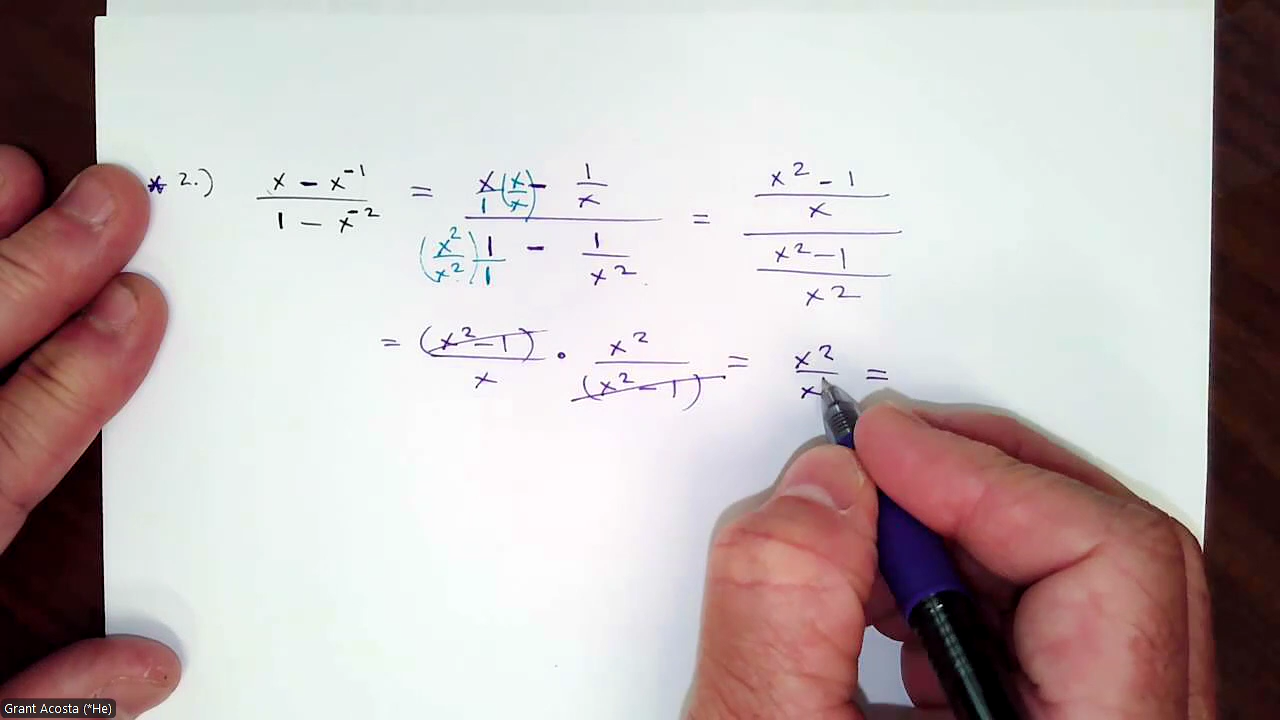 * 2.) (x - x⁻¹)/(1 - x⁻²) = (x/1 (x/x) - 1/x)/((x²/x²) 1/1 - 1/x²) = ((x² - 1)/x)/((x² - 1)/x²)
= (x² - 1)/x · x²/(x² - 1) = x²/x =
Grant Acosta (*He)